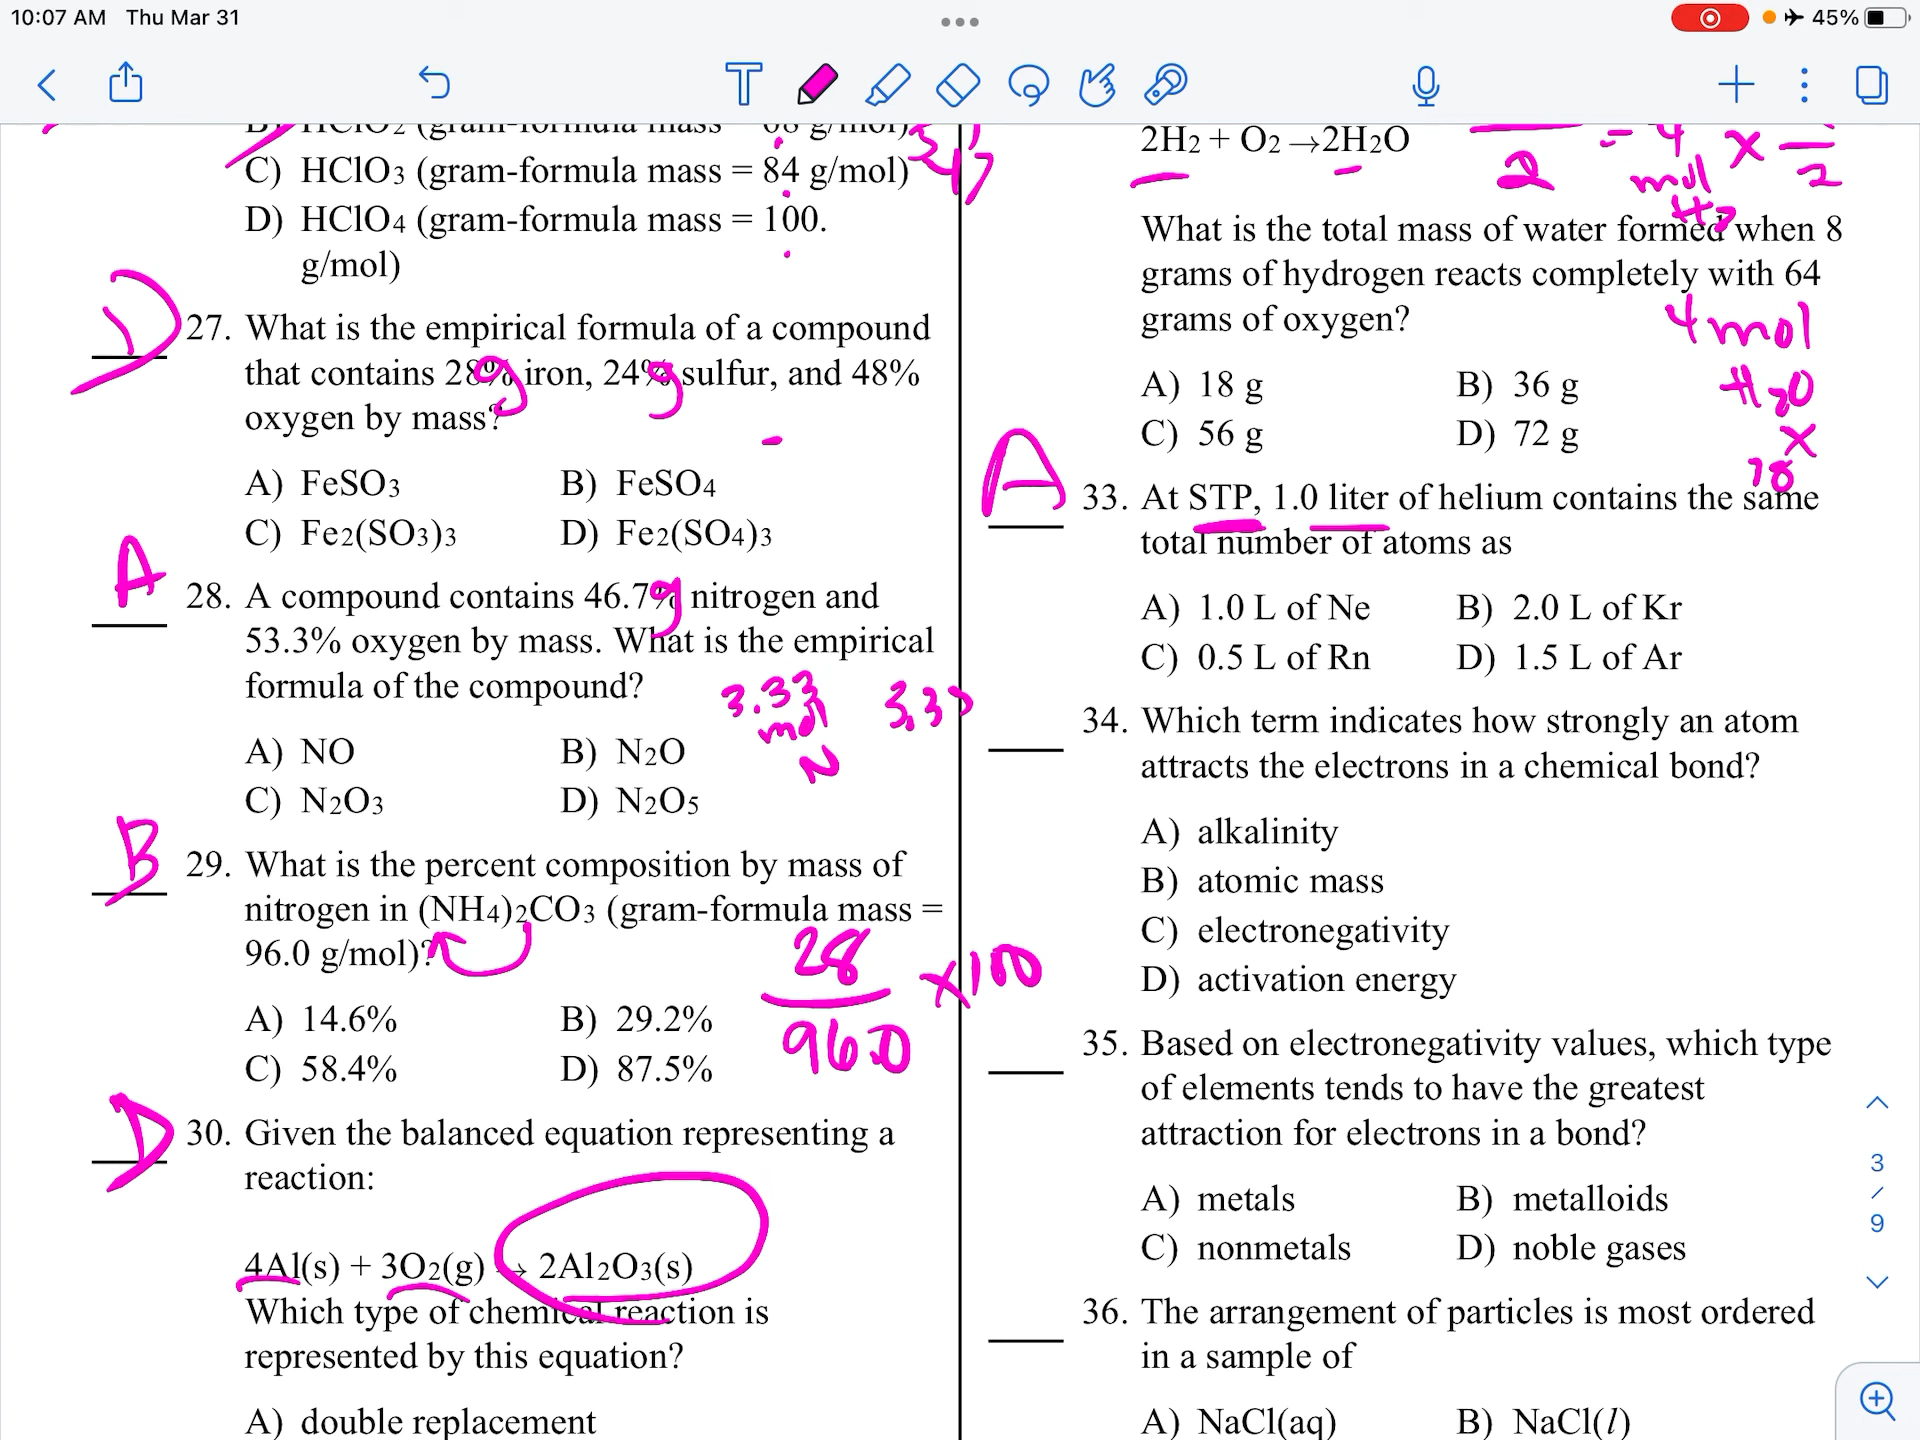 10:07 AM Thu Mar 31
45%
C) HClO3 (gram-formula mass = 84 g/mol)
D) HClO4 (gram-formula mass = 100.
g/mol)
D
27. What is the empirical formula of a compound
that contains 28% iron, 24% sulfur, and 48%
oxygen by mass?
g g
A) FeSO3 B) FeSO4
C) Fe2(SO3)3 D) Fe2(SO4)3
A
28. A compound contains 46.7% nitrogen and
53.3% oxygen by mass. What is the empirical
formula of the compound?
g
3.33
mol
N
3.33
A) NO B) N2O
C) N2O3 D) N2O5
B
29. What is the percent composition by mass of
nitrogen in (NH4)2CO3 (gram-formula mass =
96.0 g/mol)?
28
96.0
x100
A) 14.6% B) 29.2%
C) 58.4% D) 87.5%
D
30. Given the balanced equation representing a
reaction:
4Al(s) + 3O2(g) → 2Al2O3(s)
Which type of chemical reaction is
represented by this equation?
A) double replacement
2H2 + O2 →2H2O
2
= 4
mol
H2
x
2
What is the total mass of water formed when 8
grams of hydrogen reacts completely with 64
grams of oxygen?
4 mol
H2O
x
18
A) 18 g B) 36 g
C) 56 g D) 72 g
A
33. At STP, 1.0 liter of helium contains the same
total number of atoms as
A) 1.0 L of Ne B) 2.0 L of Kr
C) 0.5 L of Rn D) 1.5 L of Ar
34. Which term indicates how strongly an atom
attracts the electrons in a chemical bond?
A) alkalinity
B) atomic mass
C) electronegativity
D) activation energy
35. Based on electronegativity values, which type
of elements tends to have the greatest
attraction for electrons in a bond?
A) metals B) metalloids
C) nonmetals D) noble gases
36. The arrangement of particles is most ordered
in a sample of
A) NaCl(aq) B) NaCl(l)
3
/
9